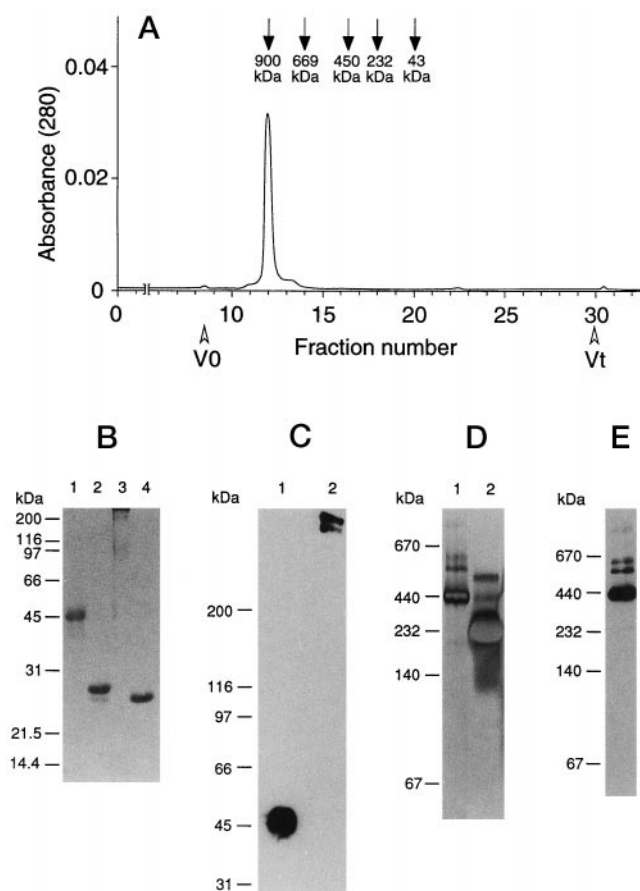 A
900 kDa 669 kDa 450 kDa 232 kDa 43 kDa
Absorbance (280)
0.04
0.02
0
0 10 15 20 25 30
V0 Fraction number Vt
B
1 2 3 4
kDa
200
116
97
66
45
31
21.5
14.4
C
1 2
kDa
200
116
97
66
45
31
D
1 2
kDa
670
440
232
140
67
E
kDa
670
440
232
140
67